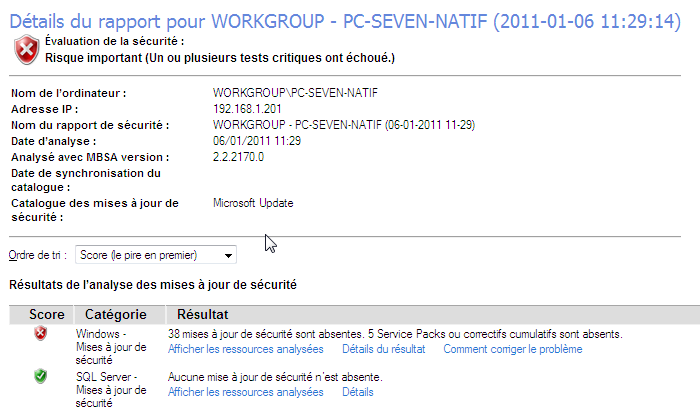 Détails du rapport pour WORKGROUP - PC-SEVEN-NATIF (2011-01-06 11:29:14)
Évaluation de la sécurité :
Risque important (Un ou plusieurs tests critiques ont échoué.)
Nom de l'ordinateur : WORKGROUP\PC-SEVEN-NATIF
Adresse IP : 192.168.1.201
Nom du rapport de sécurité : WORKGROUP - PC-SEVEN-NATIF (06-01-2011 11-29)
Date d'analyse : 06/01/2011 11:29
Analysé avec MBSA version : 2.2.2170.0
Date de synchronisation du
catalogue :
Catalogue des mises à jour de Microsoft Update
sécurité :
Ordre de tri : Score (le pire en premier)
Résultats de l'analyse des mises à jour de sécurité
Score Catégorie Résultat
Windows - 38 mises à jour de sécurité sont absentes. 5 Service Packs ou correctifs cumulatifs sont absents.
Mises à jour de Afficher les ressources analysées Détails du résultat Comment corriger le problème
sécurité
SQL Server - Aucune mise à jour de sécurité n'est absente.
Mises à jour de Afficher les ressources analysées Détails
sécurité